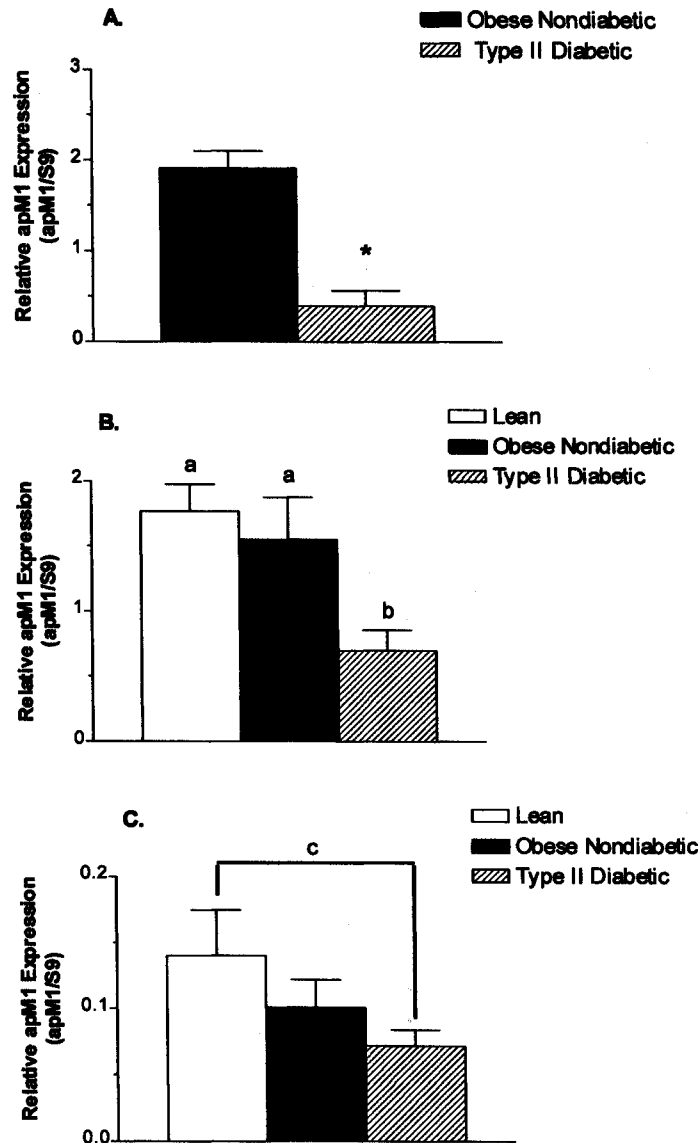 A.
Obese Nondiabetic
Type II Diabetic
Relative apM1 Expression
(apM1/S9)
3
2
1
0
*
B.
Lean
Obese Nondiabetic
Type II Diabetic
Relative apM1 Expression
(apM1/S9)
2
1
0
a
a
b
C.
Lean
Obese Nondiabetic
Type II Diabetic
Relative apM1 Expression
(apM1/S9)
0.2
0.1
0.0
c